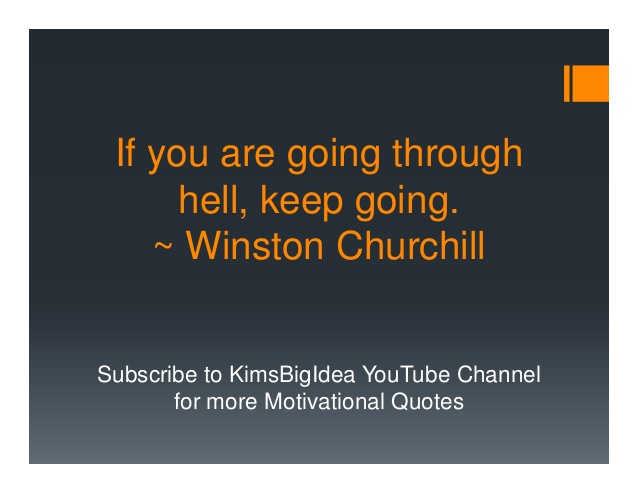 If you are going through
hell, keep going.
~ Winston Churchill
Subscribe to KimsBigIdea YouTube Channel
for more Motivational Quotes